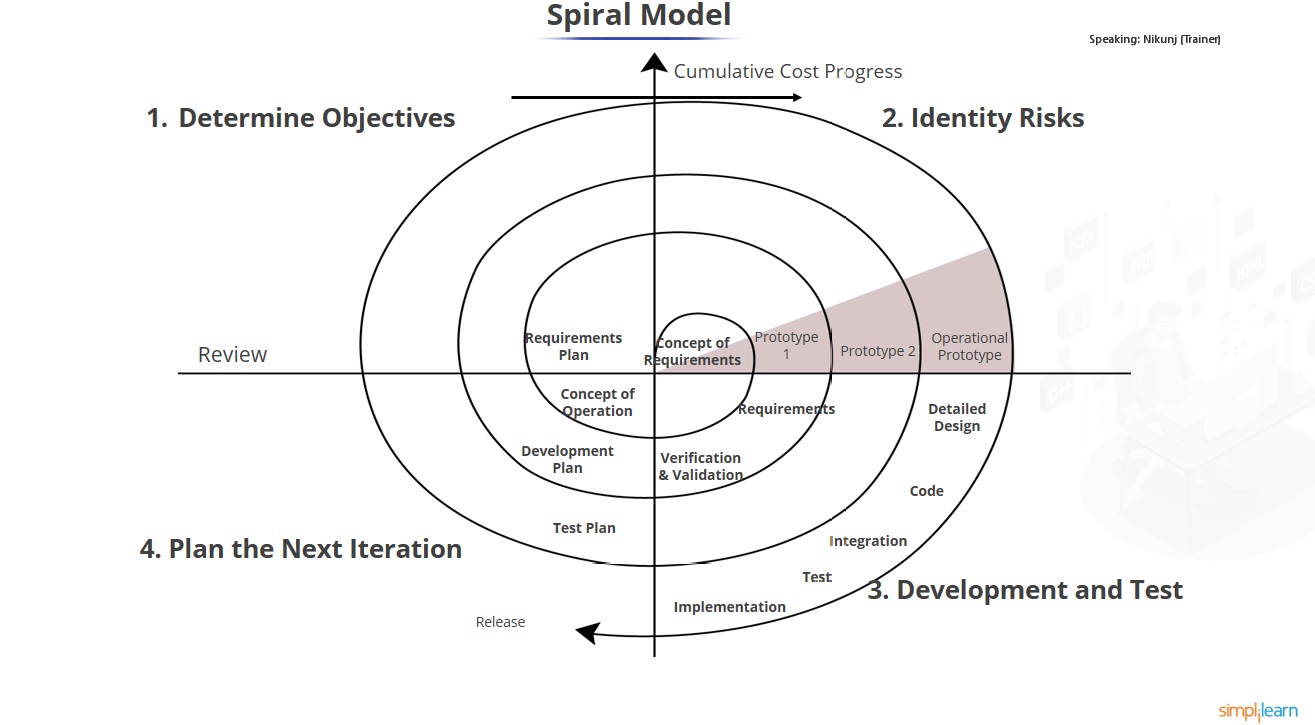 Spiral Model
Speaking: Nikunj (Trainer)
Cumulative Cost Progress
1. Determine Objectives
2. Identity Risks
Requirements
Plan
Concept of
Requirements
Prototype
1
Prototype 2
Operational
Prototype
Review
Concept of
Operation
Requirements
Detailed
Design
Development
Plan
Verification
& Validation
Code
Test Plan
Integration
4. Plan the Next Iteration
Test
3. Development and Test
Implementation
Release
simplilearn